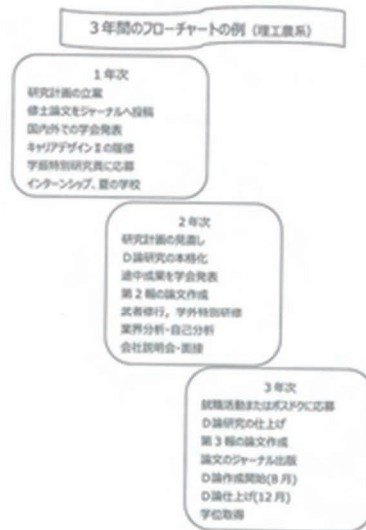 3年間のフローチャートの例（理工農系）
1年次
研究計画の立案
修士論文をジャーナルへ投稿
国内外での学会発表
キャリアデザインⅡの履修
学振特別研究員に応募
インターンシップ、夏の学校
2年次
研究計画の見直し
D論研究の本格化
途中成果を学会発表
第2報の論文作成
武者修行，学外特別研修
業界分析・自己分析
会社説明会・面接
3年次
就職活動またはポスドクに応募
D論研究の仕上げ
第3報の論文作成
論文のジャーナル出版
D論作成開始(8月)
D論仕上げ(12月)
学位取得